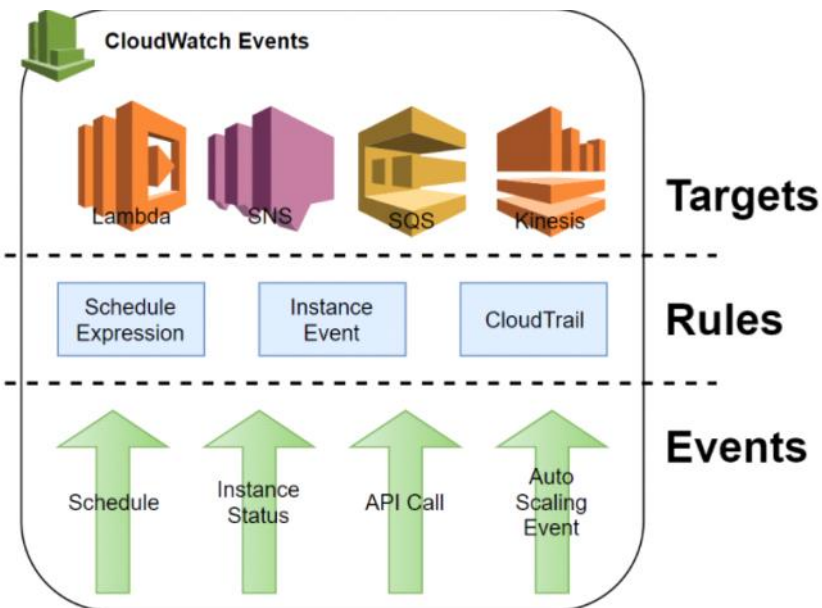 CloudWatch Events
Lambda
SNS
SQS
Kinesis
Targets
Schedule
Expression
Instance
Event
CloudTrail
Rules
Events
Schedule
Instance
Status
API Call
Auto
Scaling
Event